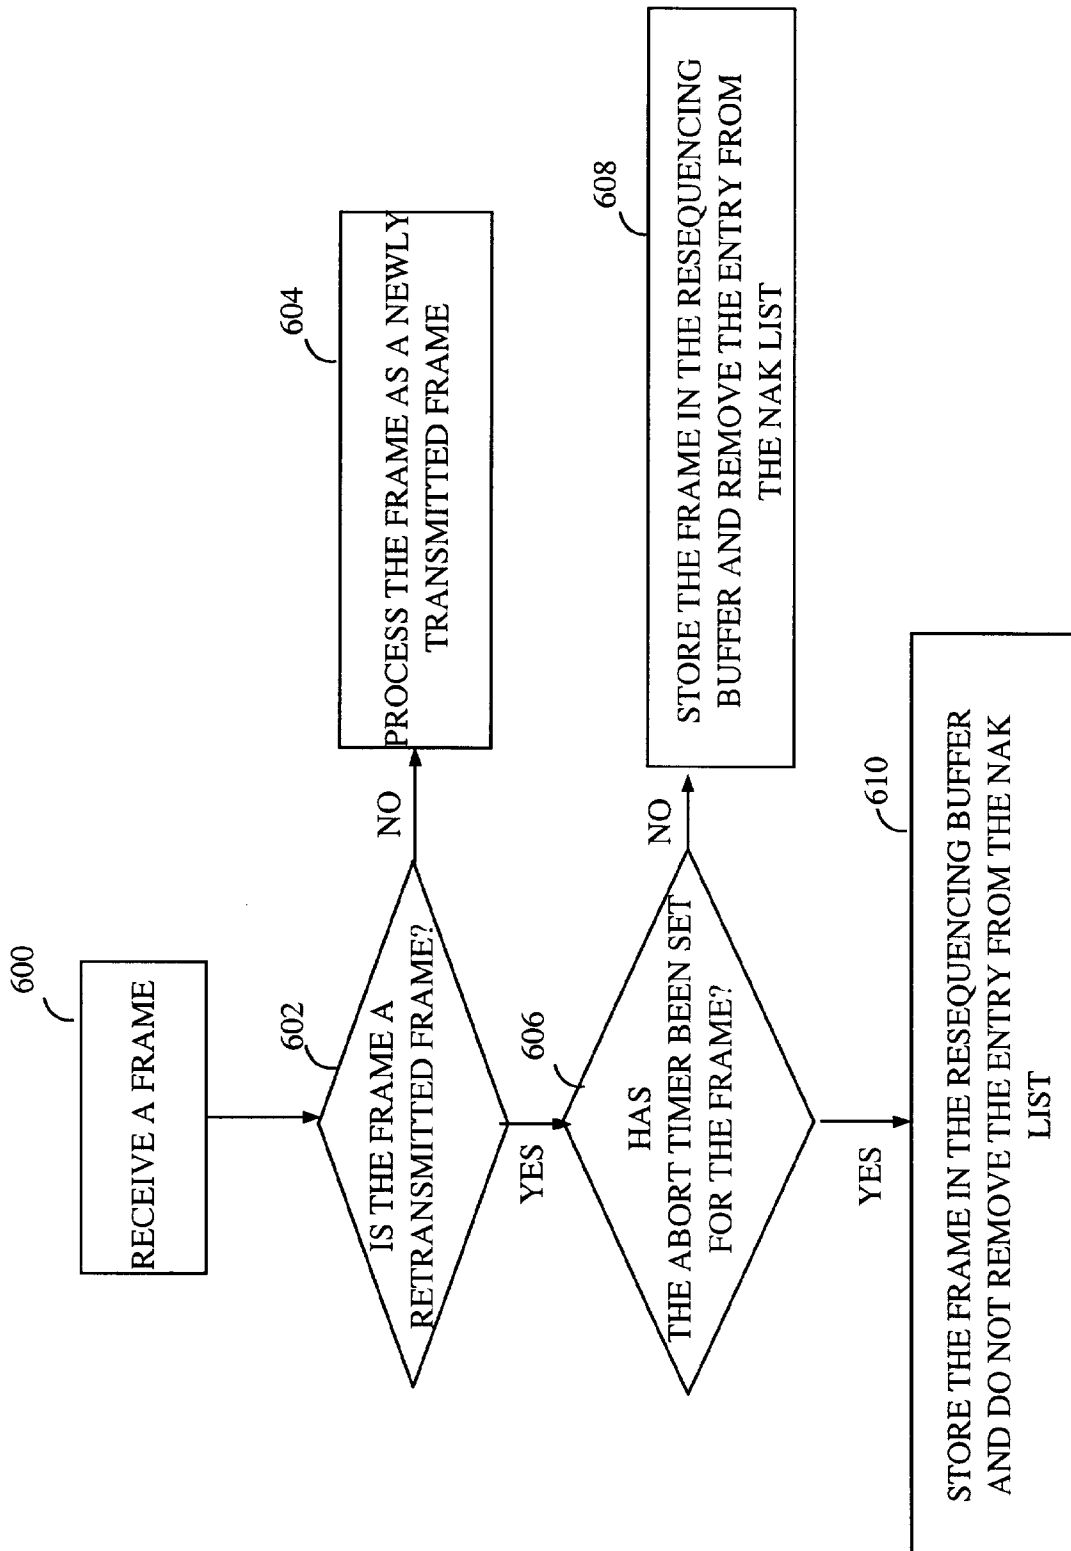 600
RECEIVE A FRAME
602
IS THE FRAME A
RETRANSMITTED FRAME?
NO
604
PROCESS THE FRAME AS A NEWLY
TRANSMITTED FRAME
YES
606
HAS
THE ABORT TIMER BEEN SET
FOR THE FRAME?
NO
608
STORE THE FRAME IN THE RESEQUENCING
BUFFER AND REMOVE THE ENTRY FROM
THE NAK LIST
YES
610
STORE THE FRAME IN THE RESEQUENCING BUFFER
AND DO NOT REMOVE THE ENTRY FROM THE NAK
LIST